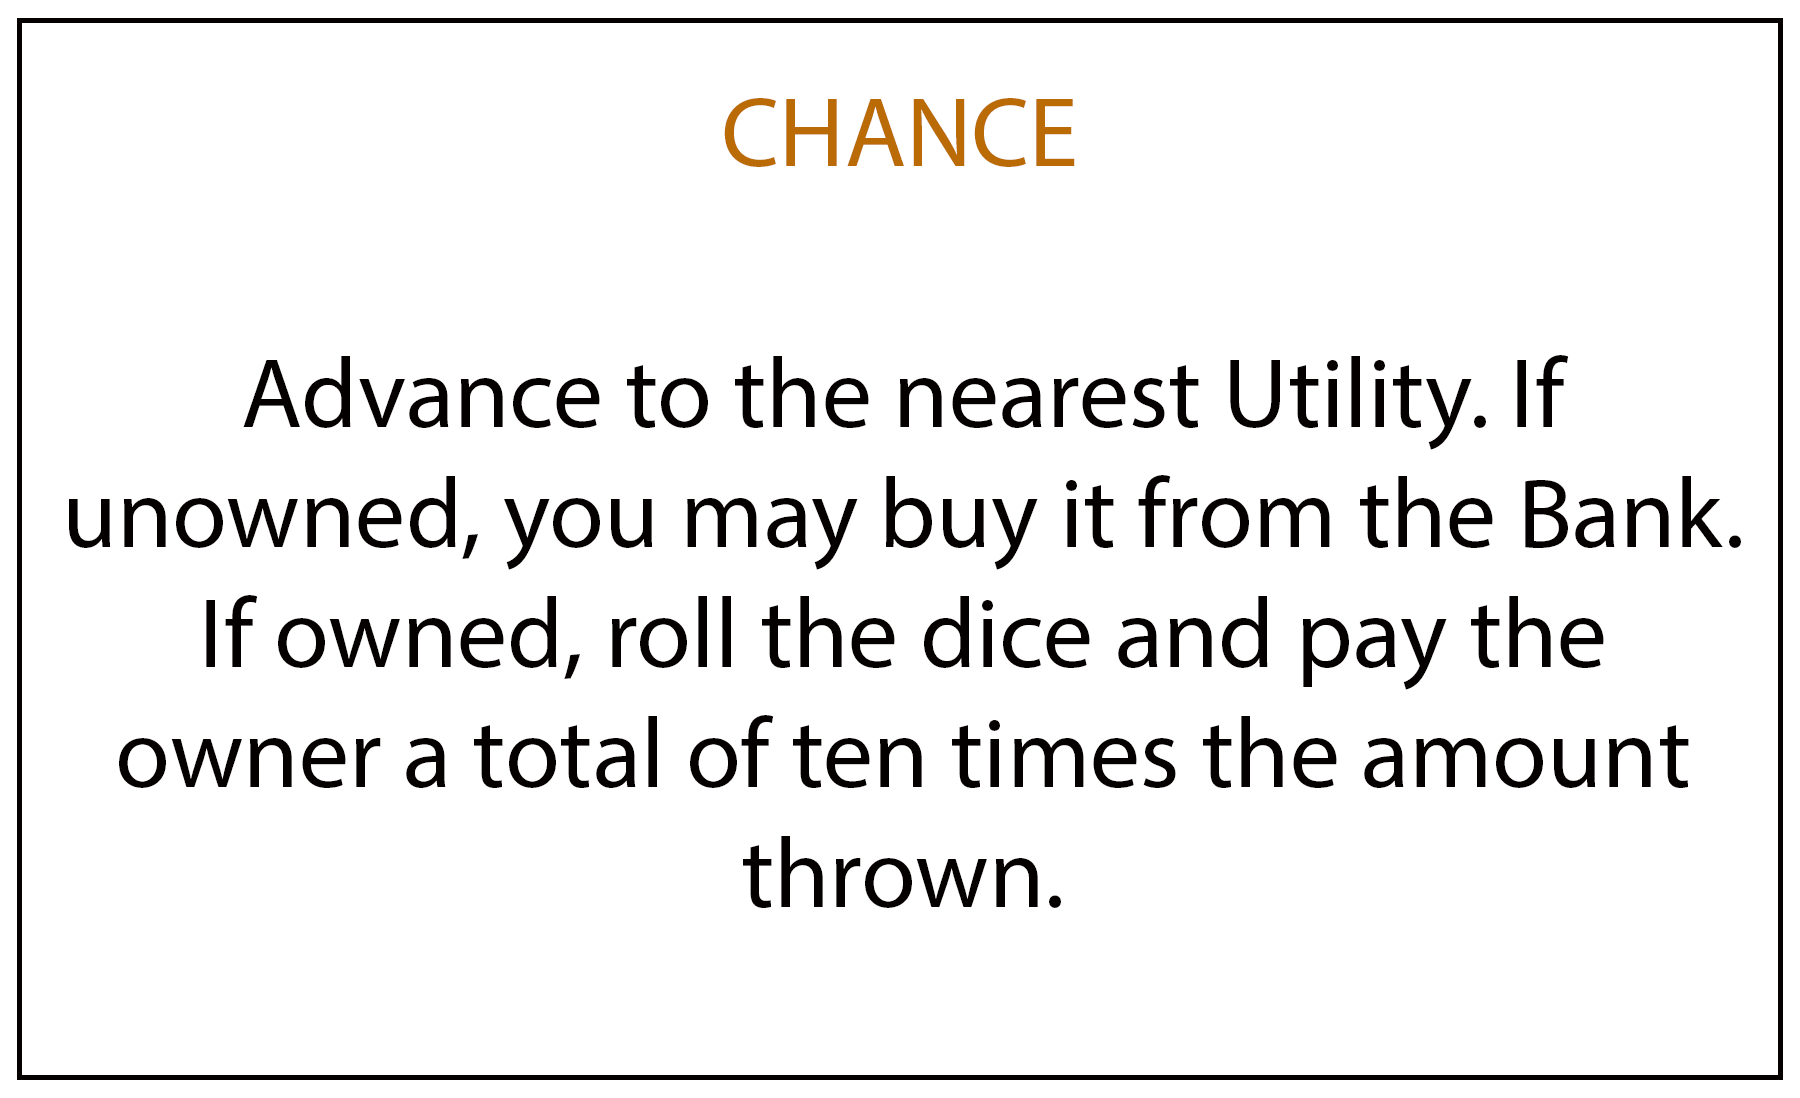 CHANCE
Advance to the nearest Utility. If
unowned, you may buy it from the Bank.
If owned, roll the dice and pay the
owner a total of ten times the amount
thrown.